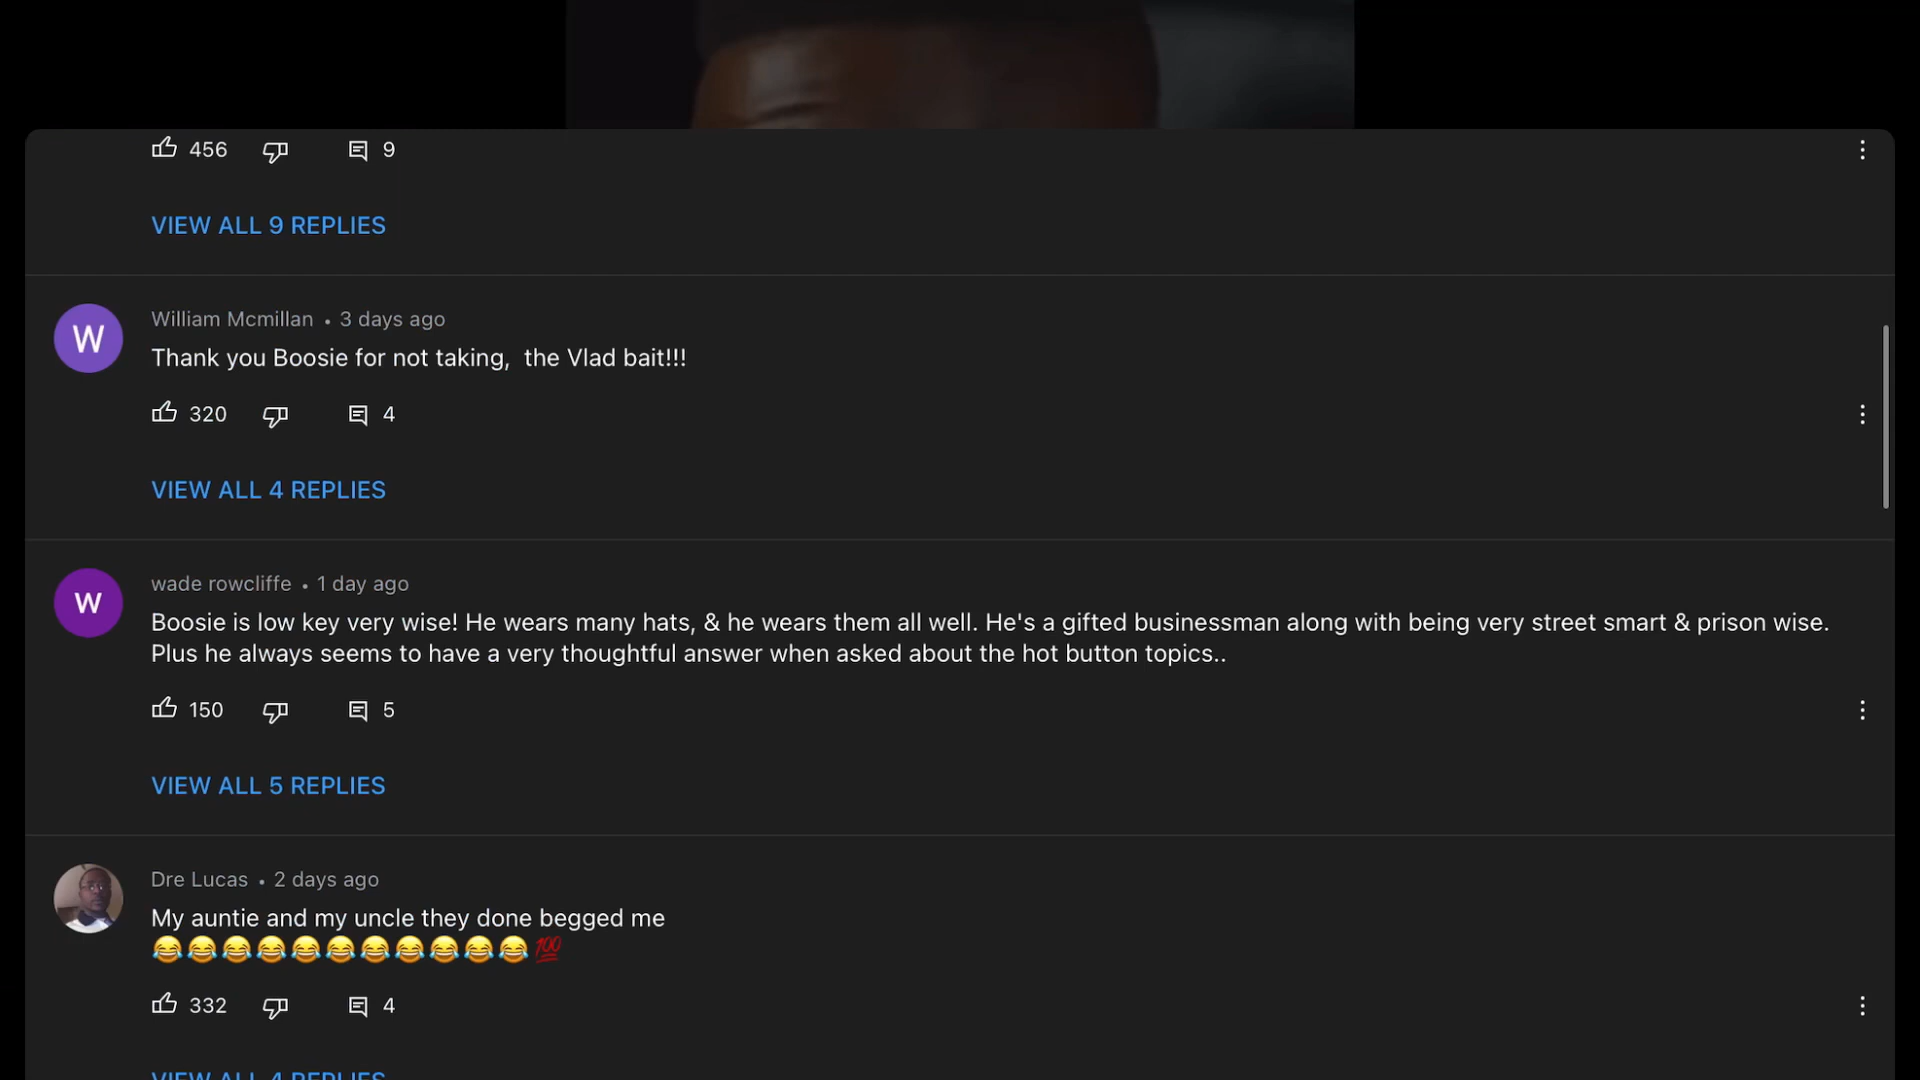 456 9
VIEW ALL 9 REPLIES
W
William Mcmillan • 3 days ago
Thank you Boosie for not taking,  the Vlad bait!!!
320 4
VIEW ALL 4 REPLIES
W
wade rowcliffe • 1 day ago
Boosie is low key very wise! He wears many hats, & he wears them all well. He's a gifted businessman along with being very street smart & prison wise.
Plus he always seems to have a very thoughtful answer when asked about the hot button topics..
150 5
VIEW ALL 5 REPLIES
Dre Lucas • 2 days ago
My auntie and my uncle they done begged me
😂😂😂😂😂😂😂😂😂😂😂💯
332 4
VIEW ALL 4 REPLIES